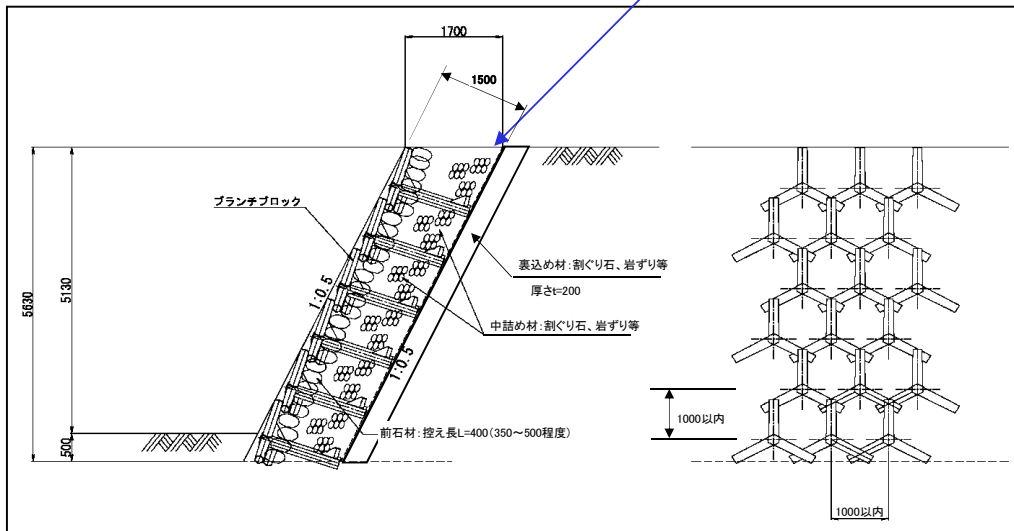 1700
1500
ブランチブロック
裏込め材:割ぐり石、岩ずり等
厚さt=200
中詰め材:割ぐり石、岩ずり等
1:0.5
1:0.5
5630
5130
500
前石材:控え長L=400(350～500程度)
1000以内
1000以内